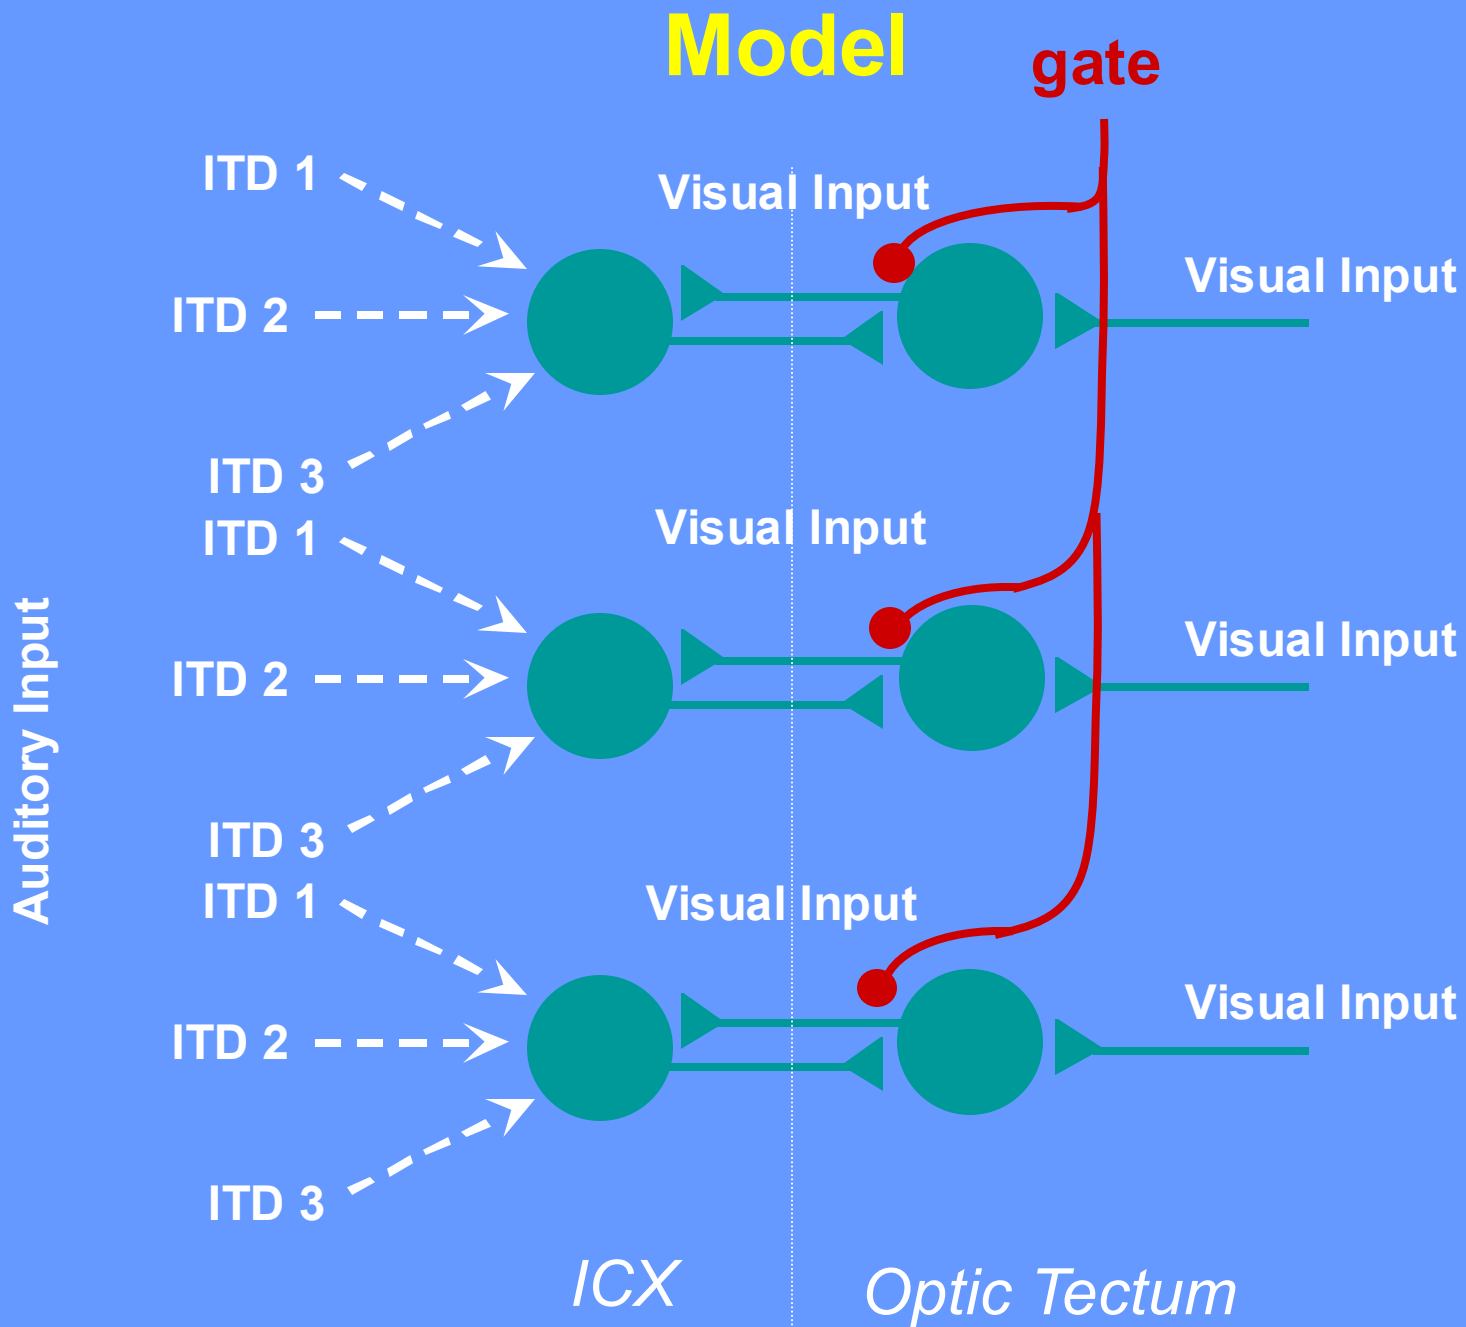 Model
gate
ITD 1
Visual Input
Visual Input
ITD 2
ITD 3
ITD 1
Visual Input
Visual Input
ITD 2
ITD 3
Auditory Input
ITD 1
Visual Input
Visual Input
ITD 2
ITD 3
ICX
Optic Tectum